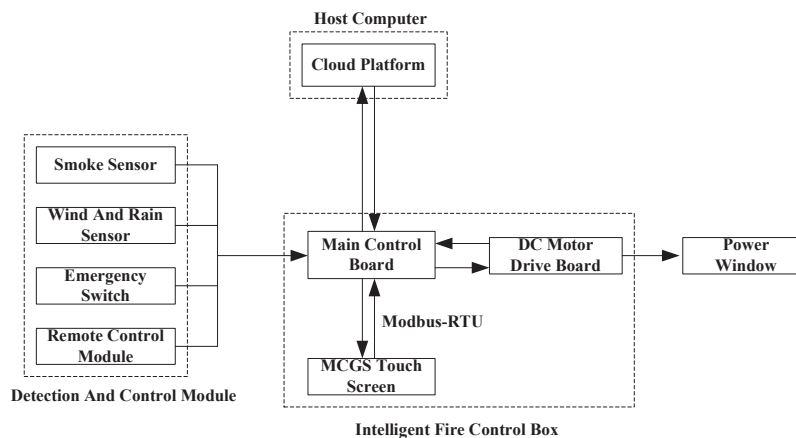 Host Computer
Cloud Platform
Smoke Sensor
Wind And Rain
Sensor
Emergency
Switch
Remote Control
Module
Detection And Control Module
Main Control
Board
DC Motor
Drive Board
Power
Window
Modbus-RTU
MCGS Touch
Screen
Intelligent Fire Control Box